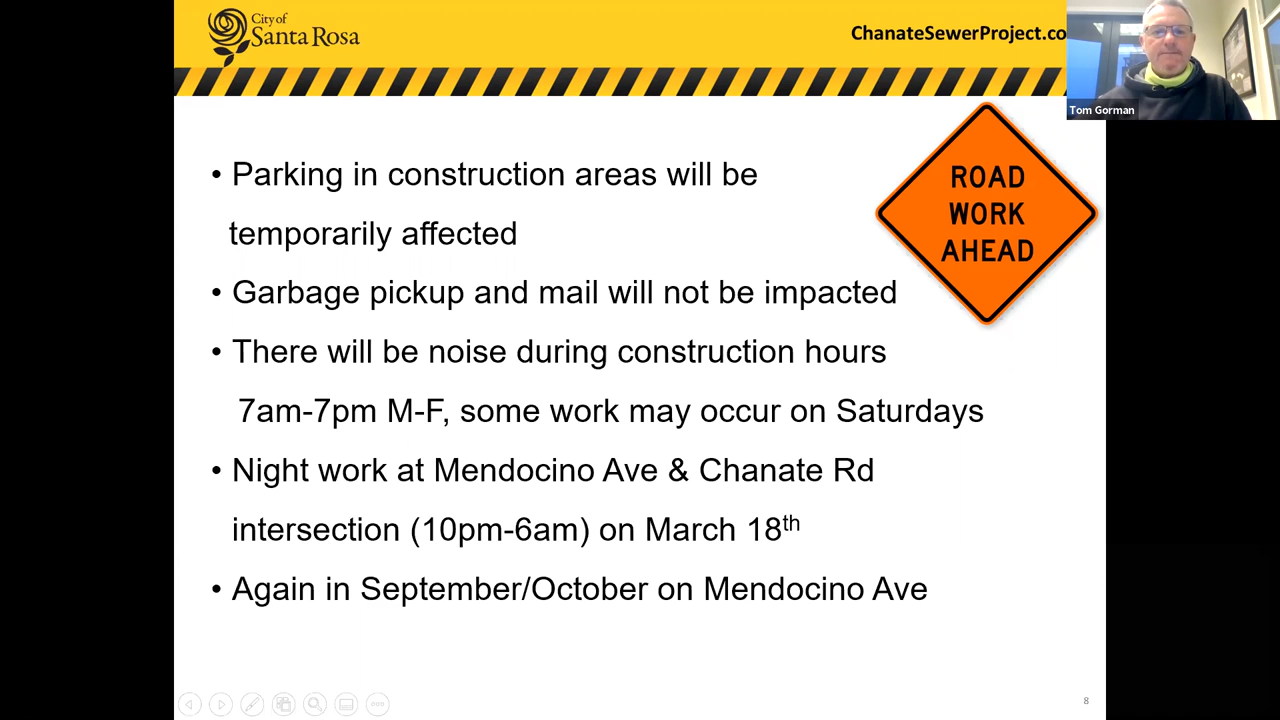 City of
Santa Rosa
ChanateSewerProject.co
Tom Gorman
ROAD
WORK
AHEAD
• Parking in construction areas will be
temporarily affected
• Garbage pickup and mail will not be impacted
• There will be noise during construction hours
7am-7pm M-F, some work may occur on Saturdays
• Night work at Mendocino Ave & Chanate Rd
intersection (10pm-6am) on March 18th
• Again in September/October on Mendocino Ave
8